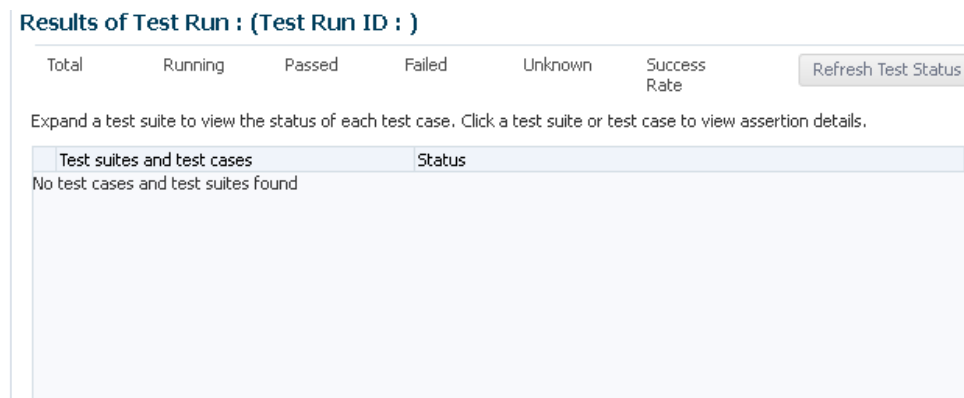 Results of Test Run : (Test Run ID : )
Total Running Passed Failed Unknown Success Rate Refresh Test Status
Expand a test suite to view the status of each test case. Click a test suite or test case to view assertion details.
Test suites and test cases Status
No test cases and test suites found